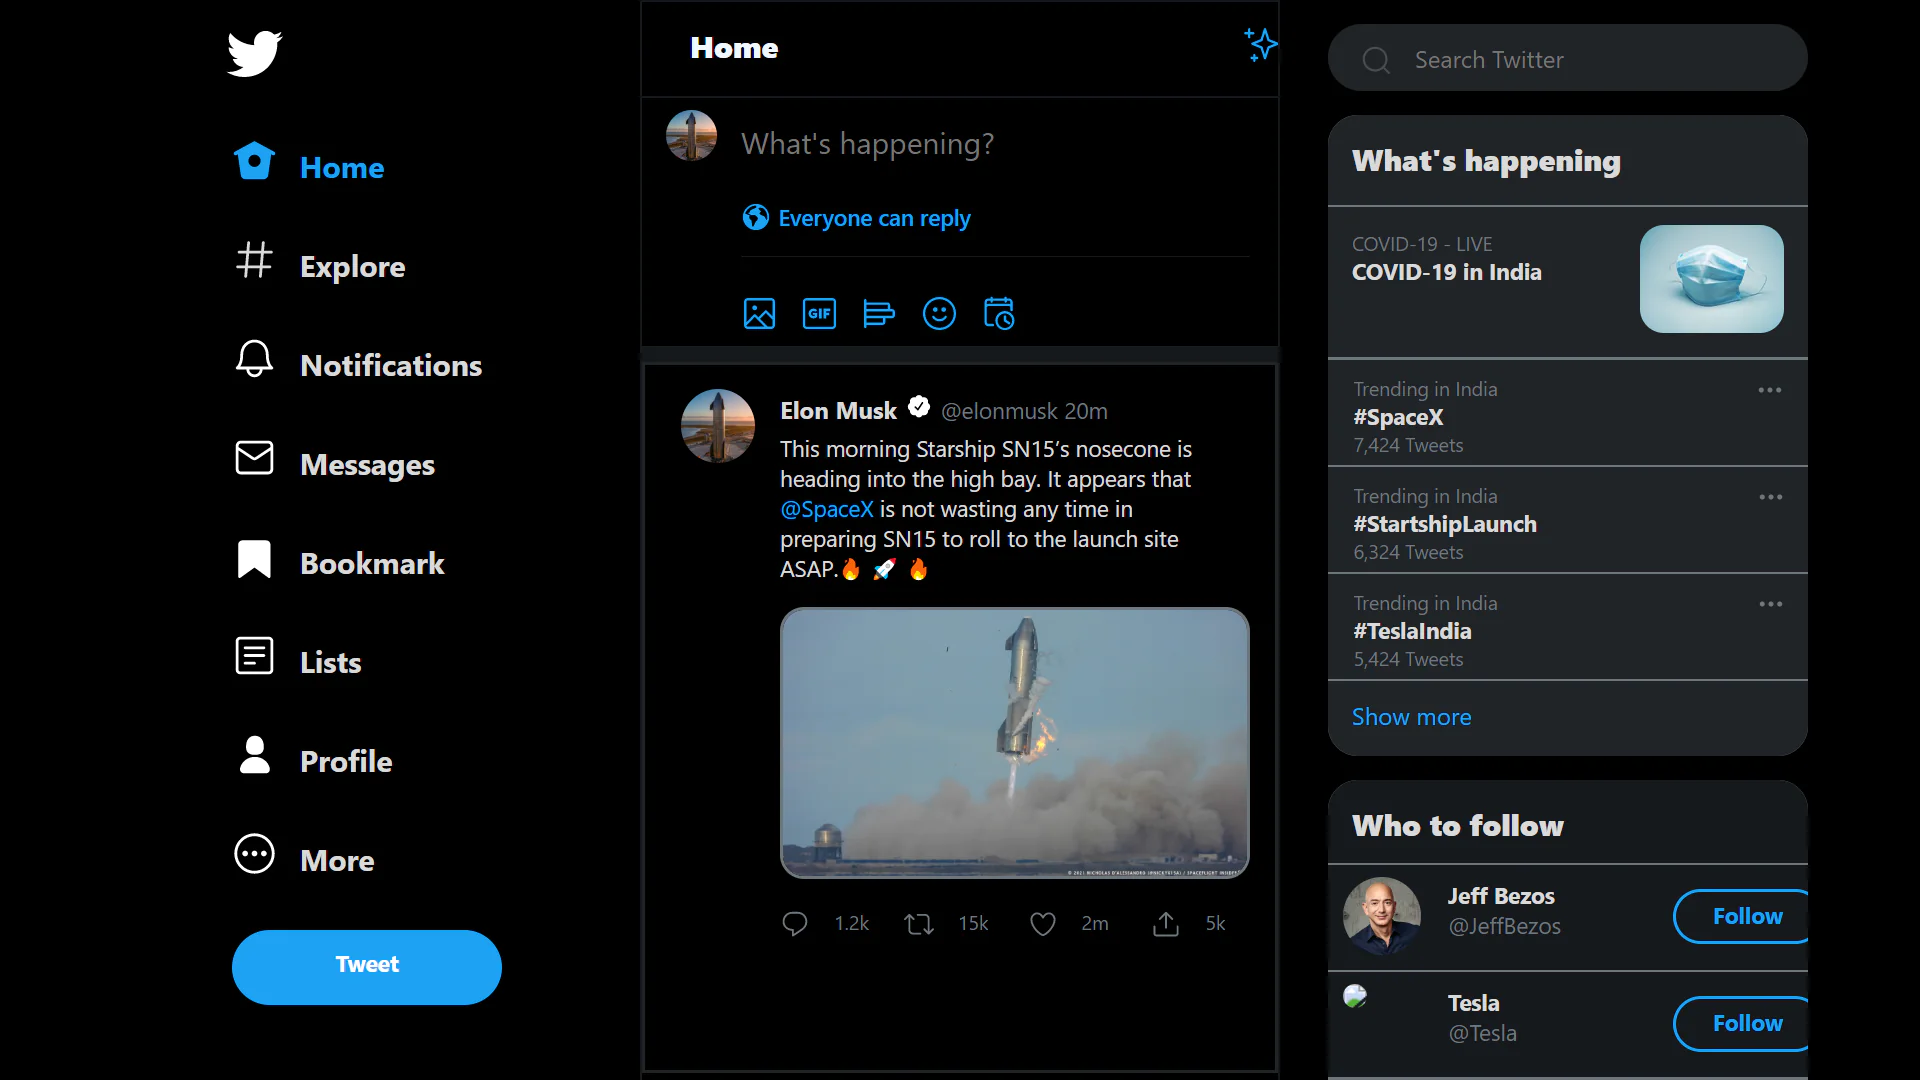 Home
Explore
Notifications
Messages
Bookmark
Lists
Profile
More
Tweet
Home
What's happening?
Everyone can reply
GIF
Elon Musk @elonmusk 20m
This morning Starship SN15‘s nosecone is
heading into the high bay. It appears that
@SpaceX is not wasting any time in
preparing SN15 to roll to the launch site
ASAP.🔥 🚀 🔥
1.2k 15k 2m 5k
Search Twitter
What's happening
COVID-19 - LIVE
COVID-19 in India
Trending in India
#SpaceX
7,424 Tweets
Trending in India
#StartshipLaunch
6,324 Tweets
Trending in India
#TeslaIndia
5,424 Tweets
Show more
Who to follow
Jeff Bezos
@JeffBezos
Follow
Tesla
@Tesla
Follow